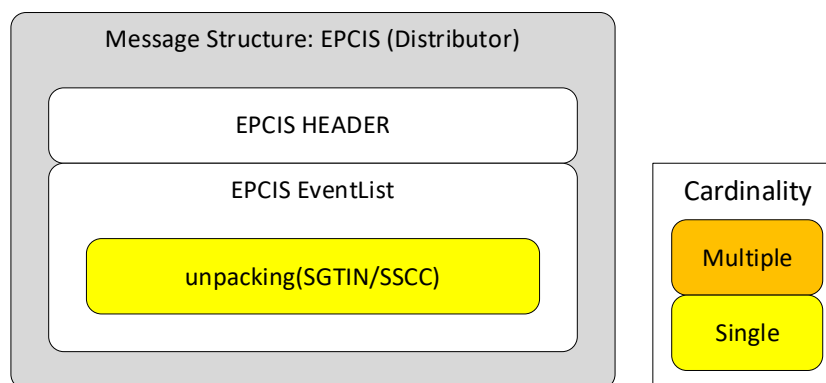 Message Structure: EPCIS (Distributor)
EPCIS HEADER
EPCIS EventList
unpacking(SGTIN/SSCC)
Cardinality
Multiple
Single